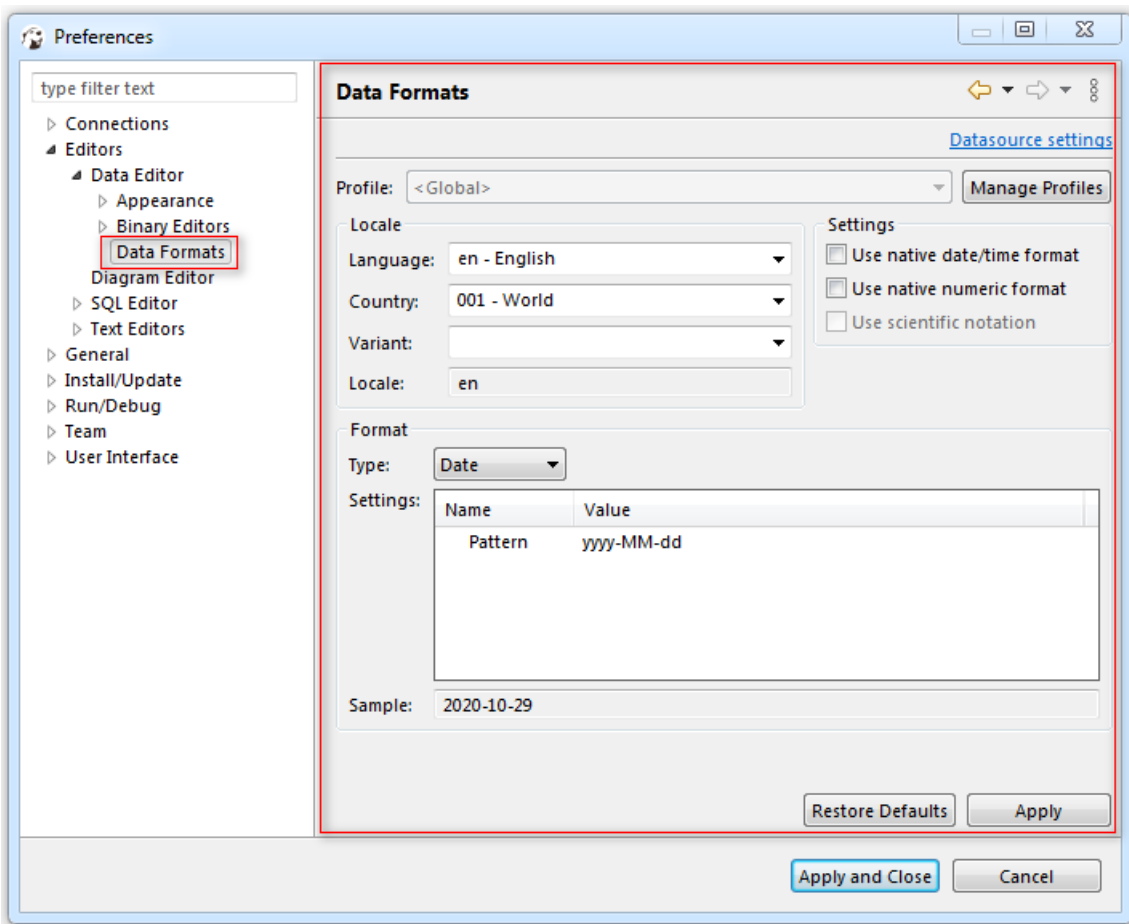 Preferences
type filter text
Connections
Editors
Data Editor
Appearance
Binary Editors
Data Formats
Diagram Editor
SQL Editor
Text Editors
General
Install/Update
Run/Debug
Team
User Interface
Data Formats
Datasource settings
Profile: <Global> Manage Profiles
Locale
Language: en - English
Country: 001 - World
Variant:
Locale: en
Settings
Use native date/time format
Use native numeric format
Use scientific notation
Format
Type: Date
Settings:
Name Value
Pattern yyyy-MM-dd
Sample: 2020-10-29
Restore Defaults Apply
Apply and Close Cancel